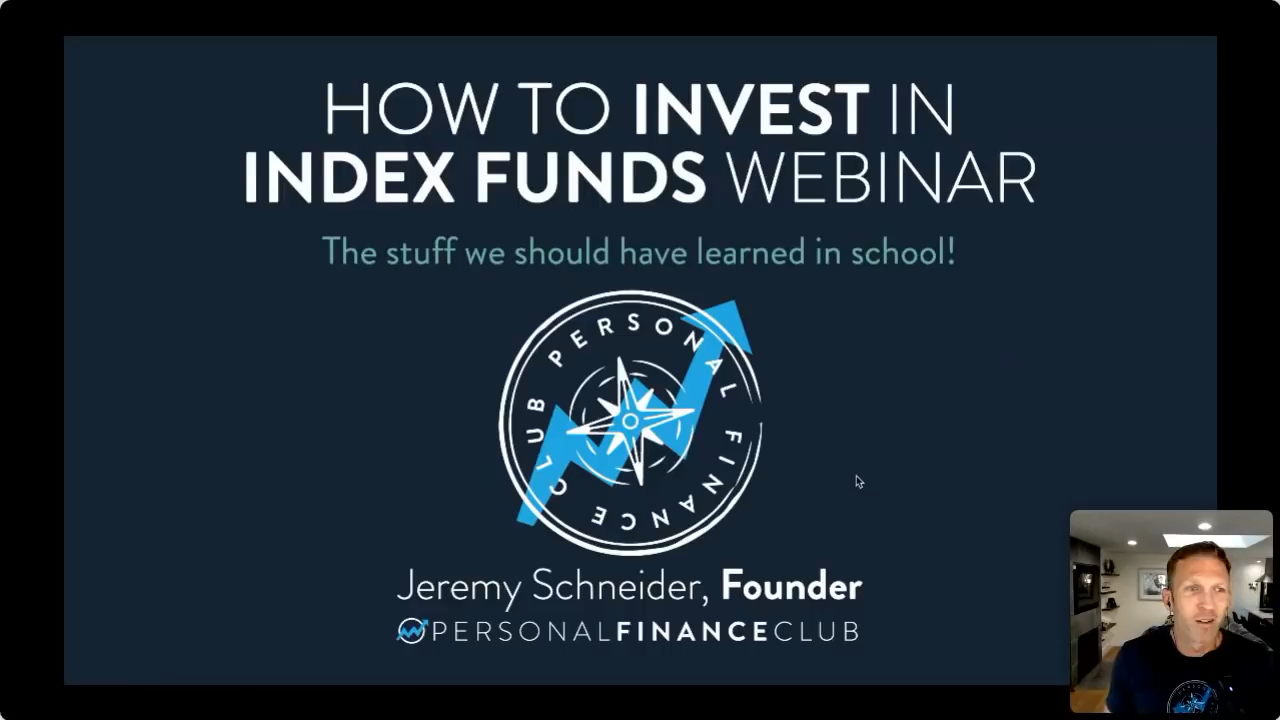 HOW TO INVEST IN
INDEX FUNDS WEBINAR
The stuff we should have learned in school!
PERSONAL FINANCE CLUB
Jeremy Schneider, Founder
PERSONALFINANCECLUB